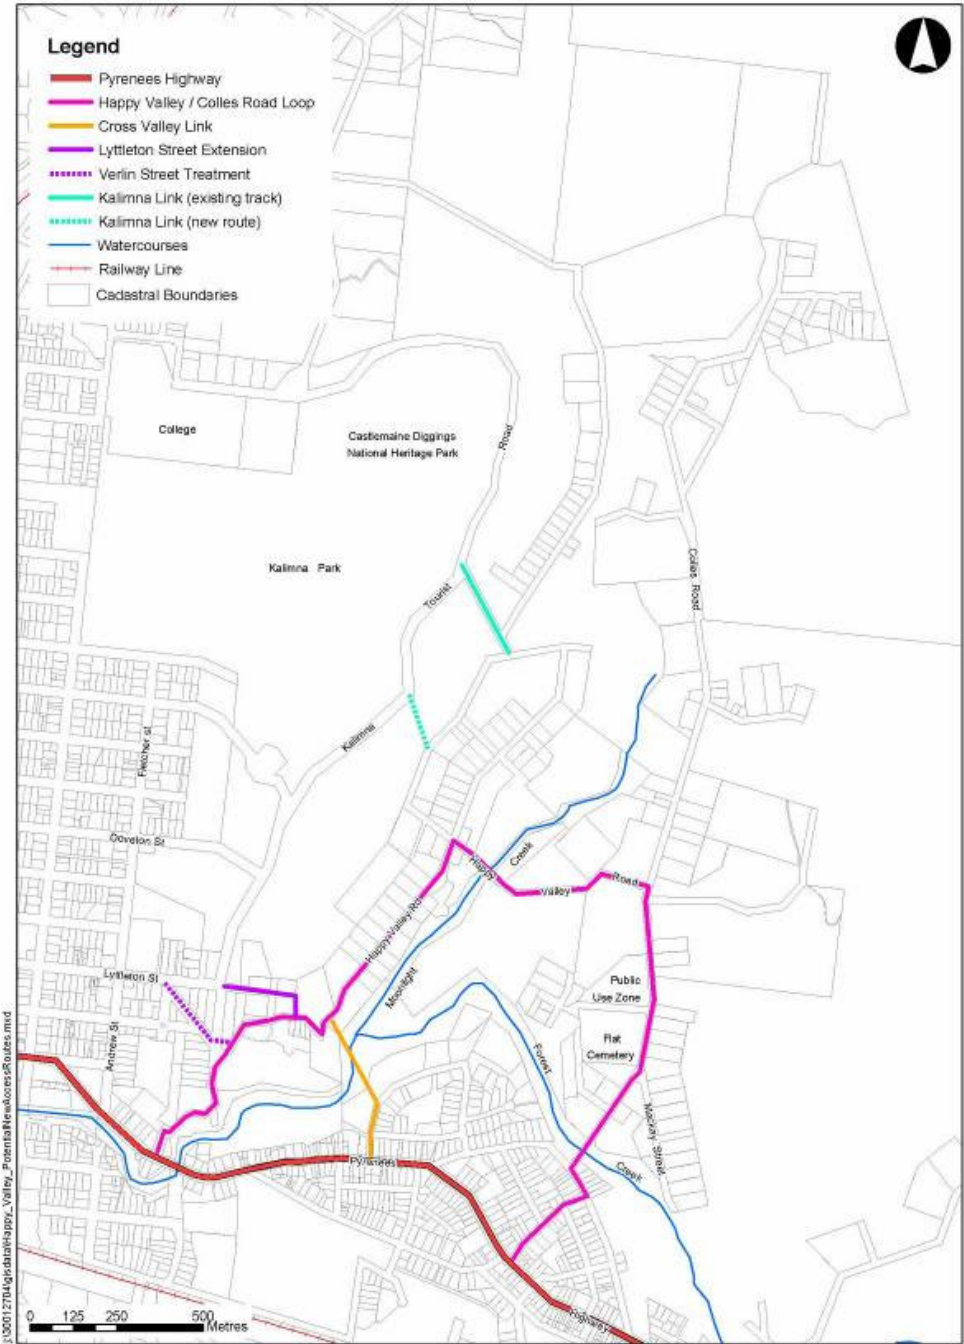 Legend
Pyrenees Highway
Happy Valley / Colles Road Loop
Cross Valley Link
Lyttleton Street Extension
Verlin Street Treatment
Kalimna Link (existing track)
Kalimna Link (new route)
Watercourses
Railway Line
Cadastral Boundaries
College
Castlemaine Diggings
National Heritage Park
Road
Kalimna Park
Tourist
Colles Road
Kalimna
Fletcher st
Doveton St
Happy
Creek
Valley
Road
Happy Valley Rd
Lyttleton St
Moonlight
Public
Use Zone
Flat
Cemetery
Andrew St
Forest
Mackay Street
Creek
Pyrenees
Highway
0 125 250 500
Metres